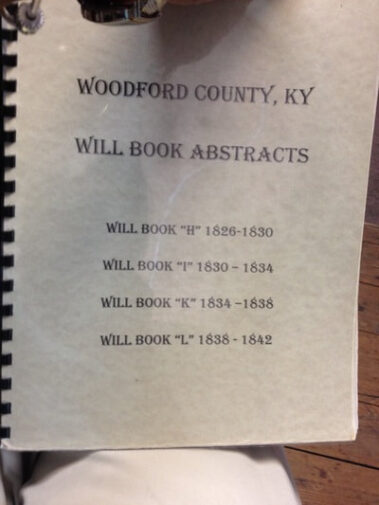 WOODFORD COUNTY, KY
WILL BOOK ABSTRACTS
WILL BOOK "H" 1826-1830
WILL BOOK "I" 1830 – 1834
WILL BOOK "K" 1834 –1838
WILL BOOK "L" 1838 - 1842